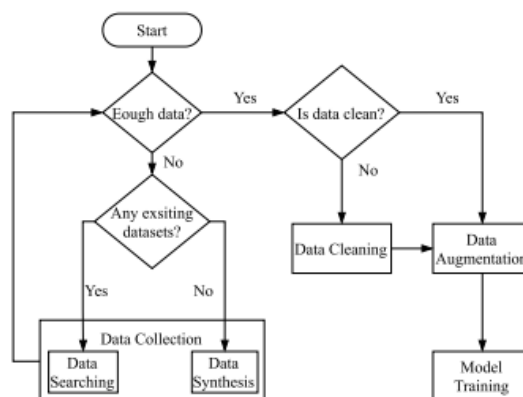 Start
Eough data?
Yes
Is data clean?
Yes
No
No
Any exsiting
datasets?
Data Cleaning
Data
Augmentation
Yes
No
Data Collection
Data
Searching
Data
Synthesis
Model
Training